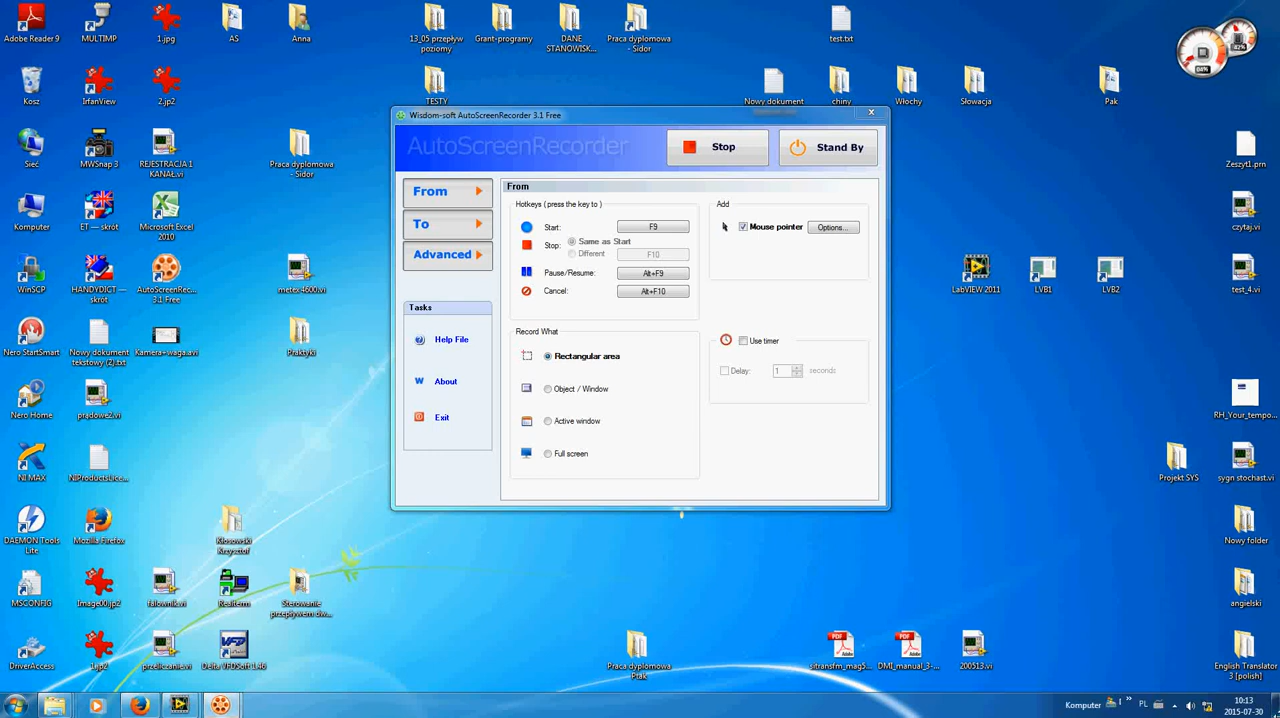 Adobe Reader 9
MULTIMP
1.jpg
AS
Anna
13_05 przepływ
poziomy
Grant-programy
DANE
STANOWISK...
Praca dyplomowa
- Sidor
test.txt
Kosz
IrfanView
2.jp2
TESTY
Nowy dokument
chiny
Włochy
Słowacja
Pak
Wisdom-soft AutoScreenRecorder 3.1 Free
AutoScreenRecorder
Stop
Stand By
Sieć
MWSnap 3
REJESTRACJA 1
KANAŁ.vi
Praca dyplomowa
- Sidor
Zeszyt1.prn
From
To
Advanced
From
Hotkeys ( press the key to )
Start:
F9
Stop:
Same as Start
Different
F10
Pause/Resume:
Alt+F9
Cancel:
Alt+F10
Add
Mouse pointer
Options...
Komputer
ET — skrót
Microsoft Excel
2010
czytaj.vi
WinSCP
HANDYDICT —
skrót
AutoScreenRec...
3.1 Free
metex 4600.vi
LabVIEW 2011
LVB1
LVB2
test_4.vi
Tasks
Help File
About
Exit
Record What
Rectangular area
Object / Window
Active window
Full screen
Use timer
Delay:
1
seconds
Nero StartSmart
Nowy dokument
tekstowy (2).txt
Kamera+waga.avi
Praktyki
Nero Home
prądowe2.vi
RH_Your_tempo...
NI MAX
NIProductsLice...
Projekt SYS
sygn stochast.vi
DAEMON Tools
Lite
Mozilla Firefox
Kłosowski
Krzysztof
Nowy folder
MSCONFIG
Image00.jp2
falownik.vi
Realterm
Sterowanie
przepływem dw...
angielski
DriverAccess
1.jp2
przeliczanie.vi
Delta VFDSoft 1.46
Praca dyplomowa
Ptak
sitransfm_mag5...
DMI_manual_3-...
200513.vi
English Translator
3 [polish]
Komputer
»
PL
10:13
2015-07-30